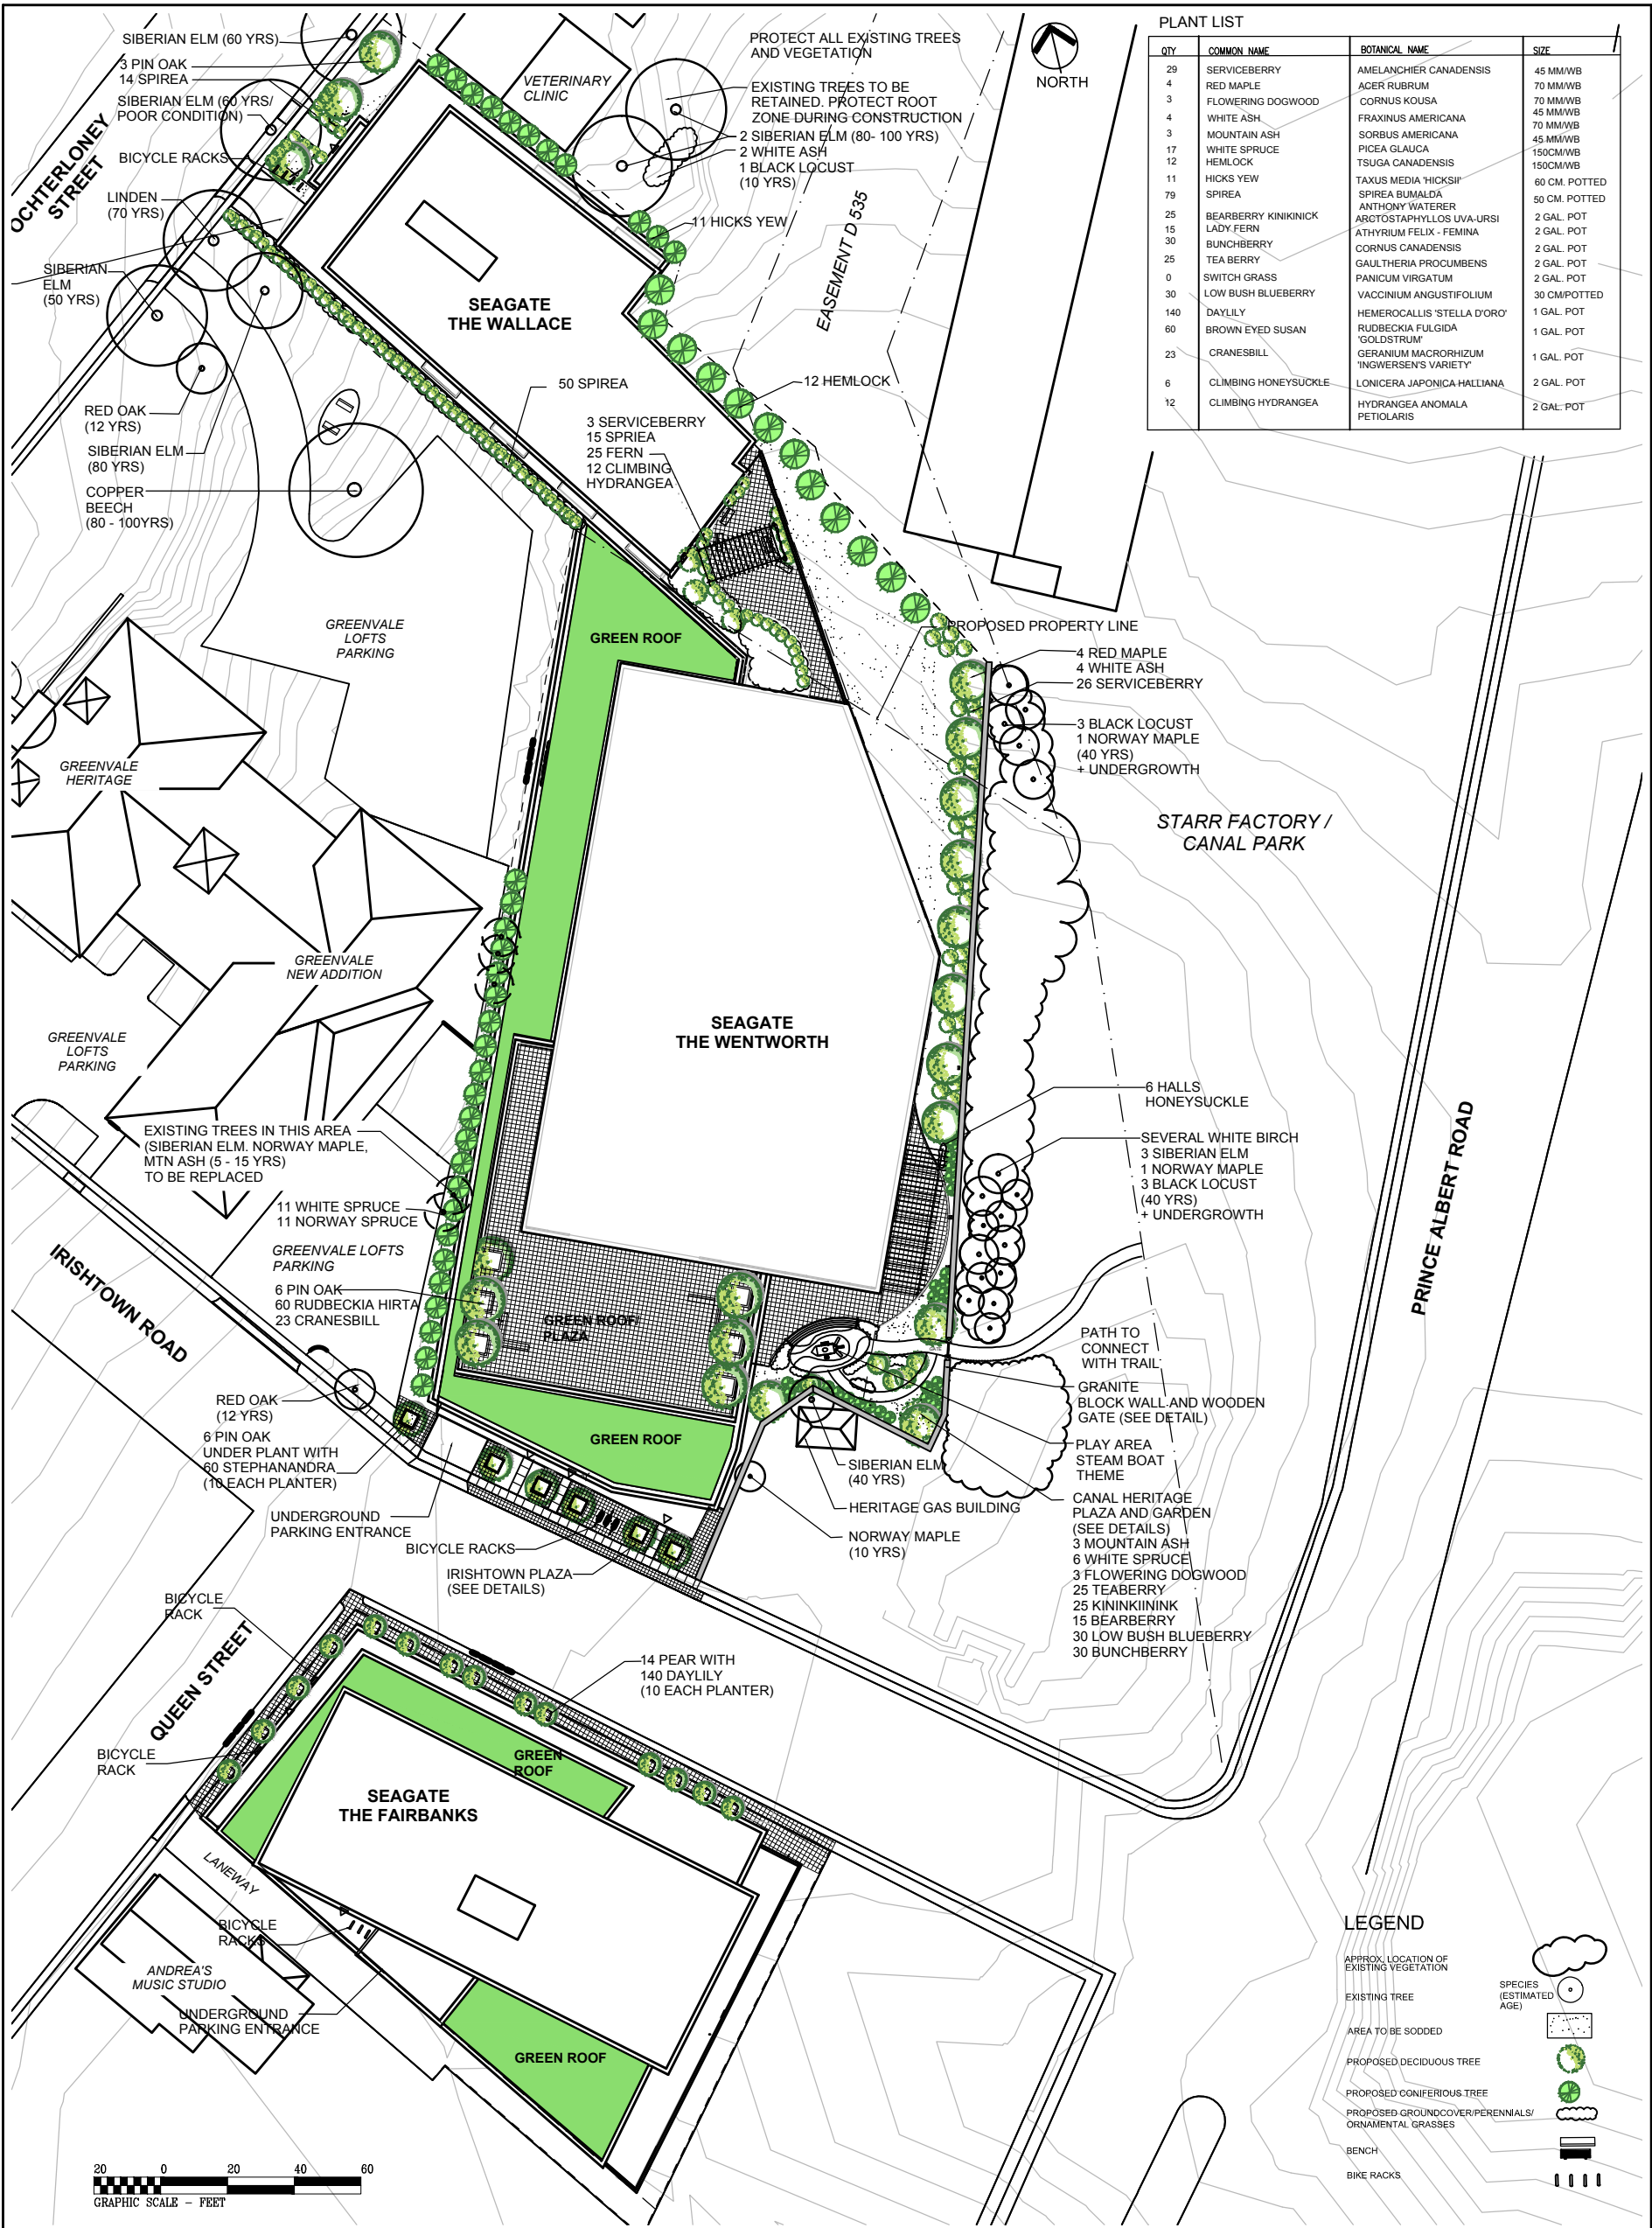 SIBERIAN ELM (60 YRS)
3 PIN OAK
14 SPIREA
SIBERIAN ELM (60 YRS/
POOR CONDITION)
BICYCLE RACKS
OCHTERLONEY
STREET
LINDEN
(70 YRS)
SIBERIAN
ELM
(50 YRS)
RED OAK
(12 YRS)
SIBERIAN ELM
(80 YRS)
COPPER
BEECH
(80 - 100YRS)
VETERINARY
CLINIC
PROTECT ALL EXISTING TREES
AND VEGETATION
EXISTING TREES TO BE
RETAINED. PROTECT ROOT
ZONE DURING CONSTRUCTION
2 SIBERIAN ELM (80- 100 YRS)
2 WHITE ASH
1 BLACK LOCUST
(10 YRS)
11 HICKS YEW
EASEMENT D 535
NORTH
SEAGATE
THE WALLACE
50 SPIREA
3 SERVICEBERRY
15 SPRIEA
25 FERN
12 CLIMBING
HYDRANGEA
12 HEMLOCK
PLANT LIST
QTY COMMON NAME BOTANICAL NAME SIZE
29 SERVICEBERRY AMELANCHIER CANADENSIS 45 MM/WB
4 RED MAPLE ACER RUBRUM 70 MM/WB
3 FLOWERING DOGWOOD CORNUS KOUSA 70 MM/WB
45 MM/WB
4 WHITE ASH FRAXINUS AMERICANA 70 MM/WB
3 MOUNTAIN ASH SORBUS AMERICANA 45 MM/WB
17 WHITE SPRUCE PICEA GLAUCA 150CM/WB
12 HEMLOCK TSUGA CANADENSIS 150CM/WB
11 HICKS YEW TAXUS MEDIA 'HICKSII' 60 CM. POTTED
79 SPIREA SPIREA BUMALDA 50 CM. POTTED
ANTHONY WATERER
25 BEARBERRY KINIKINICK ARCTOSTAPHYLLOS UVA-URSI 2 GAL. POT
15 LADY FERN ATHYRIUM FELIX - FEMINA 2 GAL. POT
30 BUNCHBERRY CORNUS CANADENSIS 2 GAL. POT
25 TEA BERRY GAULTHERIA PROCUMBENS 2 GAL. POT
0 SWITCH GRASS PANICUM VIRGATUM 2 GAL. POT
30 LOW BUSH BLUEBERRY VACCINIUM ANGUSTIFOLIUM 30 CM/POTTED
140 DAYLILY HEMEROCALLIS 'STELLA D'ORO' 1 GAL. POT
60 BROWN EYED SUSAN RUDBECKIA FULGIDA 1 GAL. POT
'GOLDSTRUM'
23 CRANESBILL GERANIUM MACRORHIZUM 1 GAL. POT
'INGWERSEN'S VARIETY'
6 CLIMBING HONEYSUCKLE LONICERA JAPONICA HALLIANA 2 GAL. POT
12 CLIMBING HYDRANGEA HYDRANGEA ANOMALA 2 GAL. POT
PETIOLARIS
GREENVALE
LOFTS
PARKING
GREEN ROOF
PROPOSED PROPERTY LINE
4 RED MAPLE
4 WHITE ASH
26 SERVICEBERRY
3 BLACK LOCUST
1 NORWAY MAPLE
(40 YRS)
+ UNDERGROWTH
STARR FACTORY /
CANAL PARK
GREENVALE
HERITAGE
GREENVALE
NEW ADDITION
GREENVALE
LOFTS
PARKING
SEAGATE
THE WENTWORTH
6 HALLS
HONEYSUCKLE
SEVERAL WHITE BIRCH
3 SIBERIAN ELM
1 NORWAY MAPLE
3 BLACK LOCUST
(40 YRS)
+ UNDERGROWTH
PRINCE ALBERT ROAD
EXISTING TREES IN THIS AREA
(SIBERIAN ELM. NORWAY MAPLE,
MTN ASH (5 - 15 YRS)
TO BE REPLACED
11 WHITE SPRUCE
11 NORWAY SPRUCE
GREENVALE LOFTS
PARKING
IRISHTOWN ROAD
6 PIN OAK
60 RUDBECKIA HIRTA
23 CRANESBILL
GREEN ROOF/
PLAZA
PATH TO
CONNECT
WITH TRAIL
GRANITE
BLOCK WALL AND WOODEN
GATE (SEE DETAIL)
PLAY AREA
STEAM BOAT
THEME
RED OAK
(12 YRS)
6 PIN OAK
UNDER PLANT WITH
60 STEPHANANDRA
(10 EACH PLANTER)
GREEN ROOF
SIBERIAN ELM
(40 YRS)
HERITAGE GAS BUILDING
NORWAY MAPLE
(10 YRS)
CANAL HERITAGE
PLAZA AND GARDEN
(SEE DETAILS)
3 MOUNTAIN ASH
6 WHITE SPRUCE
3 FLOWERING DOGWOOD
25 TEABERRY
25 KININKIININK
15 BEARBERRY
30 LOW BUSH BLUEBERRY
30 BUNCHBERRY
UNDERGROUND
PARKING ENTRANCE
BICYCLE RACKS
IRISHTOWN PLAZA
(SEE DETAILS)
BICYCLE
RACK
QUEEN STREET
14 PEAR WITH
140 DAYLILY
(10 EACH PLANTER)
BICYCLE
RACK
GREEN
ROOF
SEAGATE
THE FAIRBANKS
LANEWAY
BICYCLE
RACKS
ANDREA'S
MUSIC STUDIO
UNDERGROUND
PARKING ENTRANCE
GREEN ROOF
LEGEND
APPROX. LOCATION OF
EXISTING VEGETATION
EXISTING TREE
SPECIES
(ESTIMATED
AGE)
AREA TO BE SODDED
PROPOSED DECIDUOUS TREE
PROPOSED CONIFERIOUS TREE
PROPOSED GROUNDCOVER/PERENNIALS/
ORNAMENTAL GRASSES
BENCH
BIKE RACKS
20 0 20 40 60
GRAPHIC SCALE - FEET